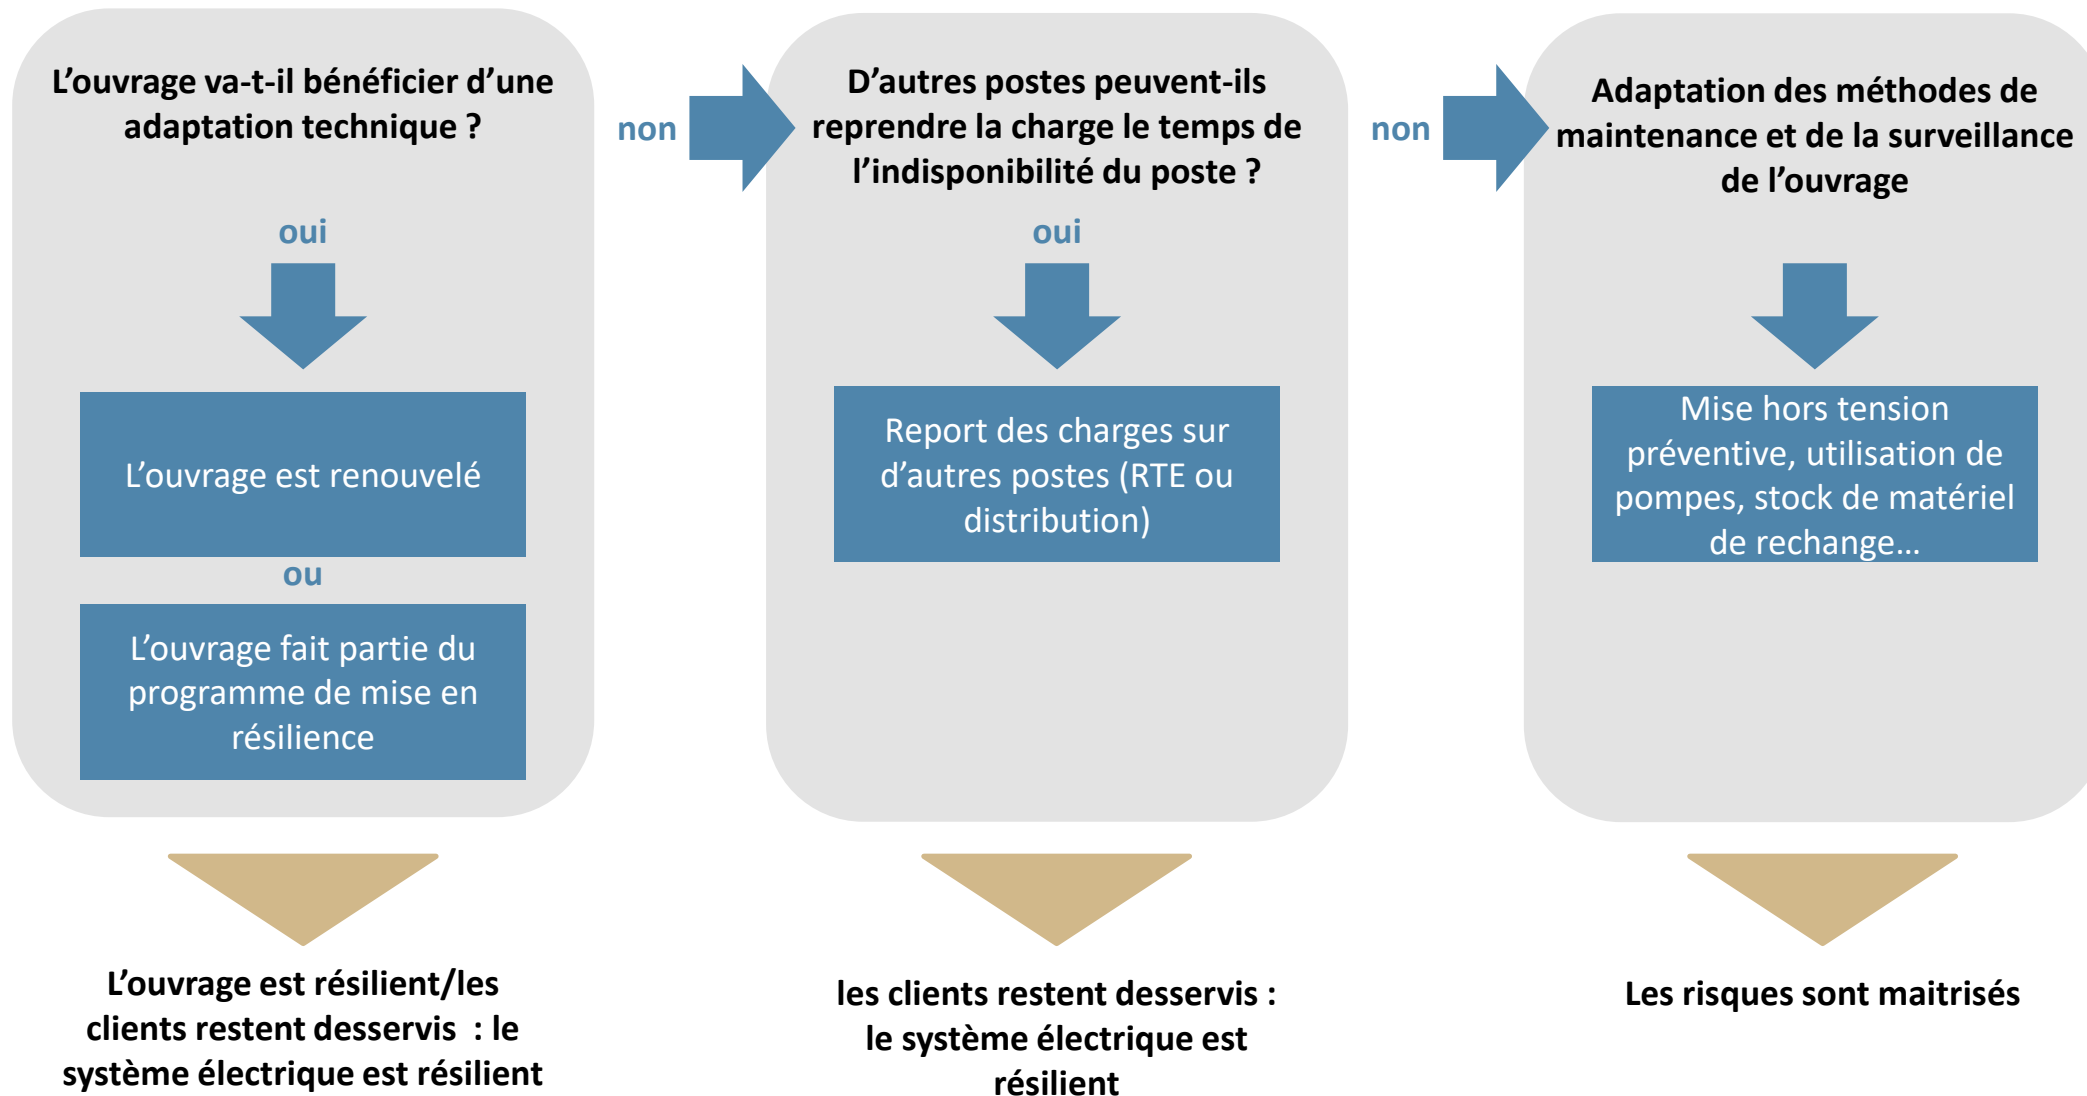 L’ouvrage va-t-il bénéficier d’une
adaptation technique ?
oui
L’ouvrage est renouvelé
ou
L’ouvrage fait partie du
programme de mise en
résilience
L’ouvrage est résilient/les
clients restent desservis  : le
système électrique est résilient
non
D’autres postes peuvent-ils
reprendre la charge le temps de
l’indisponibilité du poste ?
oui
Report des charges sur
d’autres postes (RTE ou
distribution)
les clients restent desservis :
le système électrique est
résilient
non
Adaptation des méthodes de
maintenance et de la surveillance
de l’ouvrage
Mise hors tension
préventive, utilisation de
pompes, stock de matériel
de rechange…
Les risques sont maitrisés